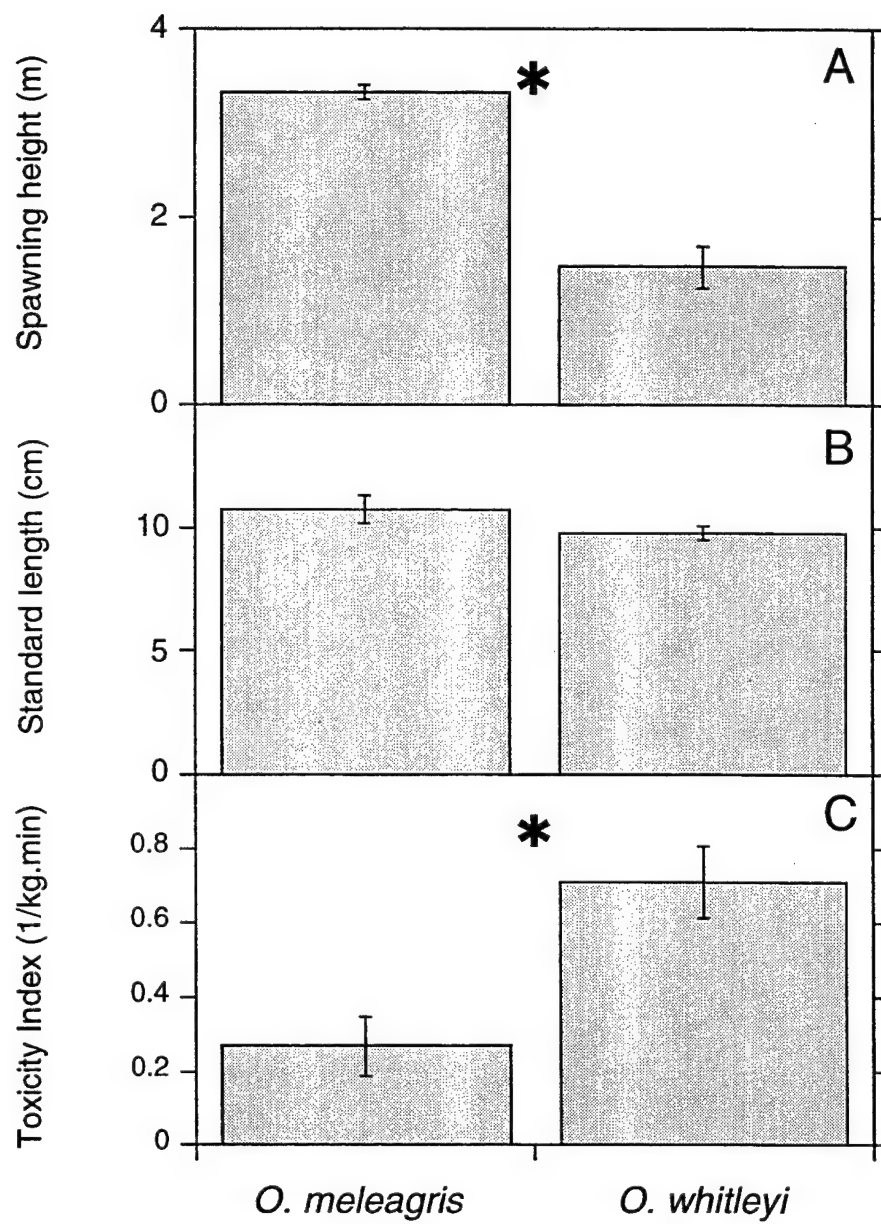 Spawning height (m)
4
2
0
*
A
Standard length (cm)
10
5
0
B
Toxicity Index (1/kg.min)
0.8
0.6
0.4
0.2
0
*
C
O. meleagris
O. whitleyi